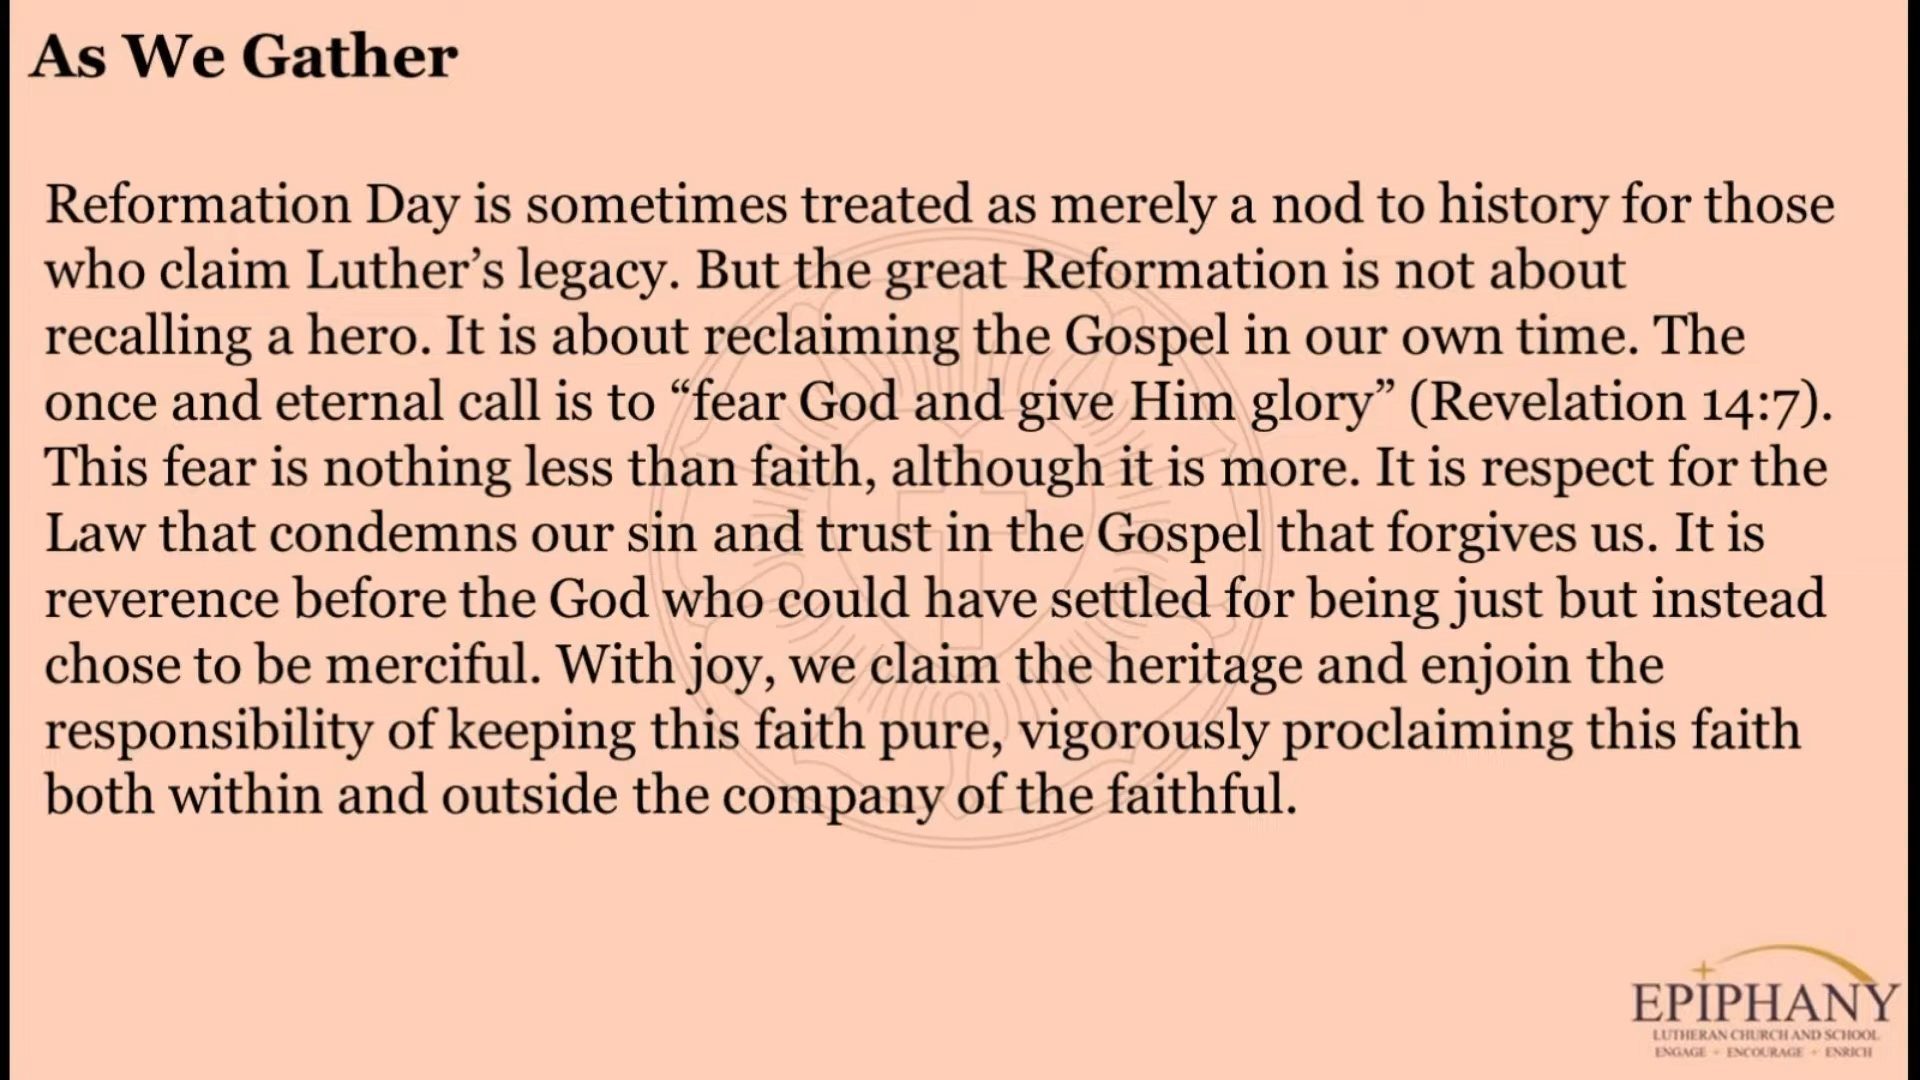 As We Gather
Reformation Day is sometimes treated as merely a nod to history for those
who claim Luther’s legacy. But the great Reformation is not about
recalling a hero. It is about reclaiming the Gospel in our own time. The
once and eternal call is to “fear God and give Him glory” (Revelation 14:7).
This fear is nothing less than faith, although it is more. It is respect for the
Law that condemns our sin and trust in the Gospel that forgives us. It is
reverence before the God who could have settled for being just but instead
chose to be merciful. With joy, we claim the heritage and enjoin the
responsibility of keeping this faith pure, vigorously proclaiming this faith
both within and outside the company of the faithful.
EPIPHANY
LUTHERAN CHURCH AND SCHOOL
ENGAGE + ENCOURAGE + ENRICH